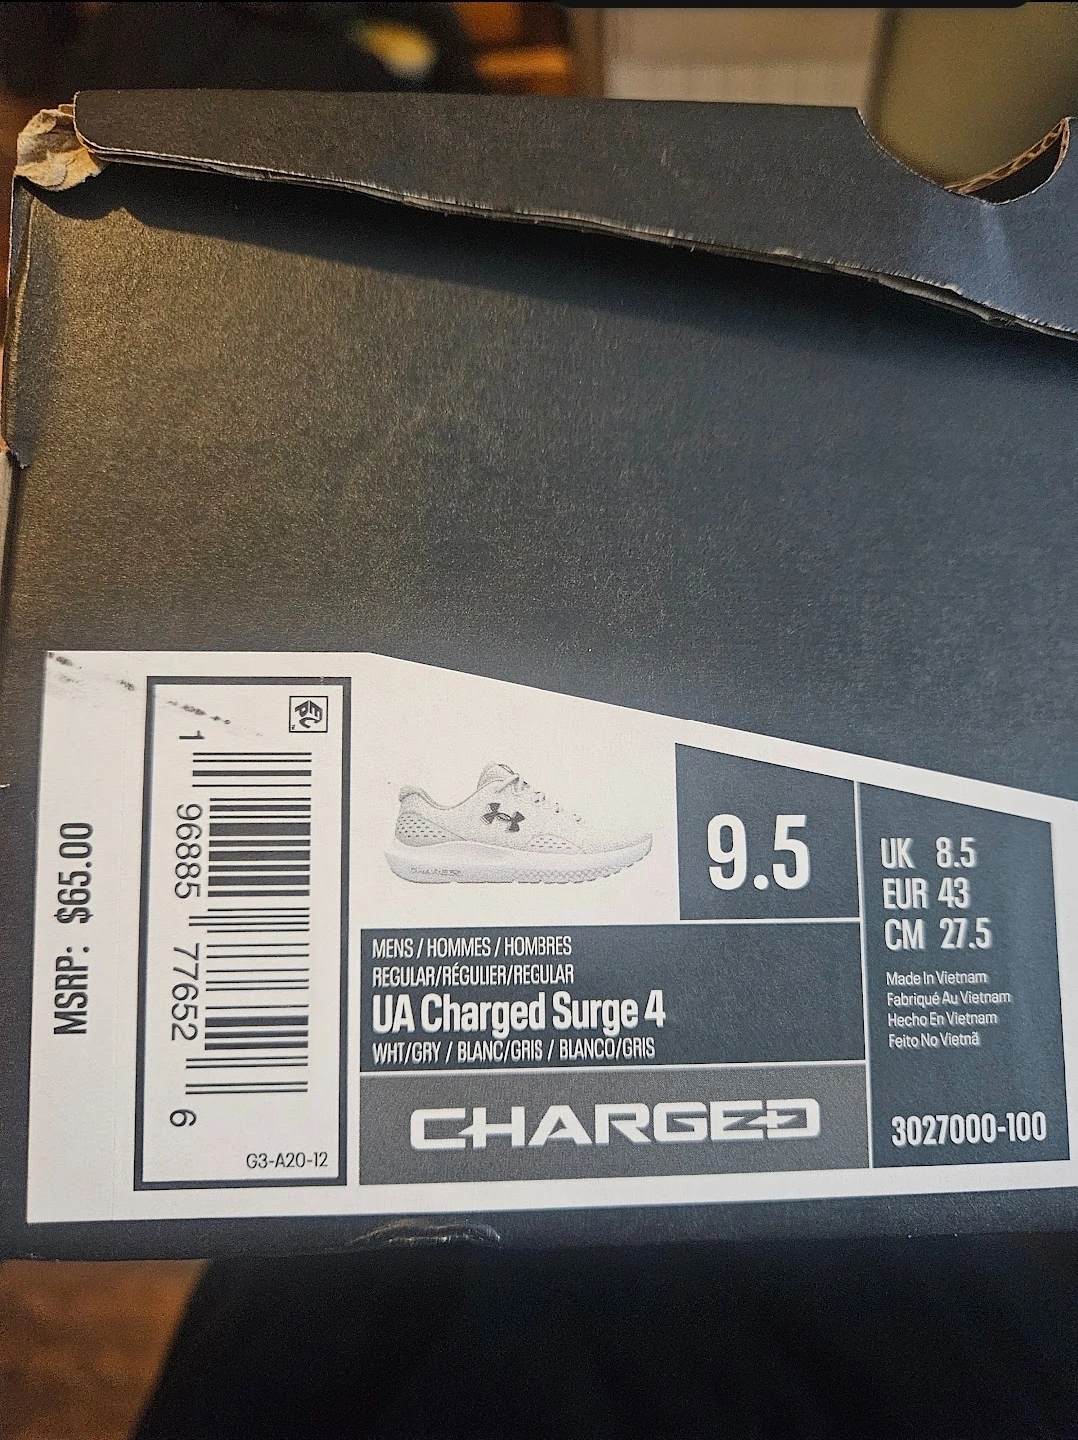 MSRP: $65.00
1 96885 77652 6
EPC
G3-A20-12
CHARGED
9.5
MENS / HOMMES / HOMBRES
REGULAR/RÉGULIER/REGULAR
UA Charged Surge 4
WHT/GRY / BLANC/GRIS / BLANCO/GRIS
CHARGED
UK 8.5
EUR 43
CM 27.5
Made In Vietnam
Fabriqué Au Vietnam
Hecho En Vietnam
Feito No Vietnã
3027000-100